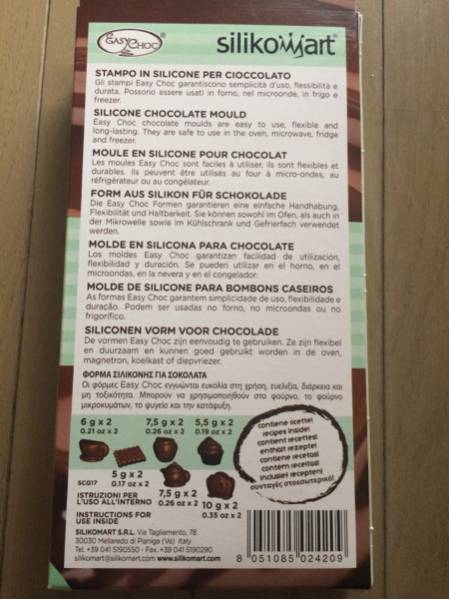 EASYCHOC
silikomart®
STAMPO IN SILICONE PER CIOCCOLATO
Gli stampi Easy Choc garantiscono semplicità d'uso, flessibilità e
durata. Possono essere usati in forno, nel microonde, in frigo e
freezer.
SILICONE CHOCOLATE MOULD
Easy Choc chocolate moulds are easy to use, flexible and
long-lasting. They are safe to use in the oven, microwave, fridge
and freezer.
MOULE EN SILICONE POUR CHOCOLAT
Les moules Easy Choc sont faciles à utiliser, ils sont flexibles et
durables. Ils peuvent être utilisés au four à micro-ondes, au
réfrigérateur ou au congélateur.
FORM AUS SILIKON FÜR SCHOKOLADE
Die Easy Choc Formen garantieren eine einfache Handhabung,
Flexibilität und Haltbarkeit. Sie können sowohl im Ofen, als auch in
der Mikrowelle sowie im Kühlschrank und Gefrierfach verwendet
werden.
MOLDE EN SILICONA PARA CHOCOLATE
Los moldes Easy Choc garantizan facilidad de utilización,
flexibilidad y duración. Se pueden utilizar en el horno, en el
microondas, en la nevera y en el congelador.
MOLDE DE SILICONE PARA BOMBONS CASEIROS
As formas Easy Choc garantem simplicidade de uso, flexibilidade e
duração. Podem ser usadas no forno, no microondas ou no
frigorífico.
SILICONEN VORM VOOR CHOCOLADE
De vormen Easy Choc zijn eenvoudig te gebruiken. Ze zijn flexibel
en duurzaam en kunnen goed gebruikt worden in de oven,
magnetron, koelkast of diepvriezer.
ΦΟΡΜΑ ΣΙΛΙΚΟΝΗΣ ΓΙΑ ΣΟΚΟΛΑΤΑ
Οι φόρμες Easy Choc εγγυώνται ευκολία στη χρήση, ευελιξία, διάρκεια και
μη τοξικότητα. Μπορούν να χρησιμοποιηθούν στο φούρνο, το φούρνο
μικροκυμάτων, το ψυγείο και την κατάψυξη.
6 g x 2
0.21 oz x 2
7,5 g x 2
0.26 oz x 2
5,5 g x 2
0.19 oz x 2
contiene ricette!
recipes inside!
contient recettes!
enthält rezepte!
contiene recetas!
contém receitas!
inclusief recepten!
συνταγές στοεσωτερικό!
SCG17
5 g x 2
0.17 oz x 2
7,5 g x 2
0.26 oz x 2
10 g x 2
0.35 oz x 2
ISTRUZIONI PER
L'USO ALL'INTERNO
INSTRUCTIONS FOR
USE INSIDE
SILIKOMART S.R.L. Via Tagliamento, 78
30030 Mellaredo di Pianiga (Ve) Italy
Tel. +39 041 5190550 - Fax. +39 041 5190290
silikomart@silikomart.com www.silikomart.com
8 051085 024209